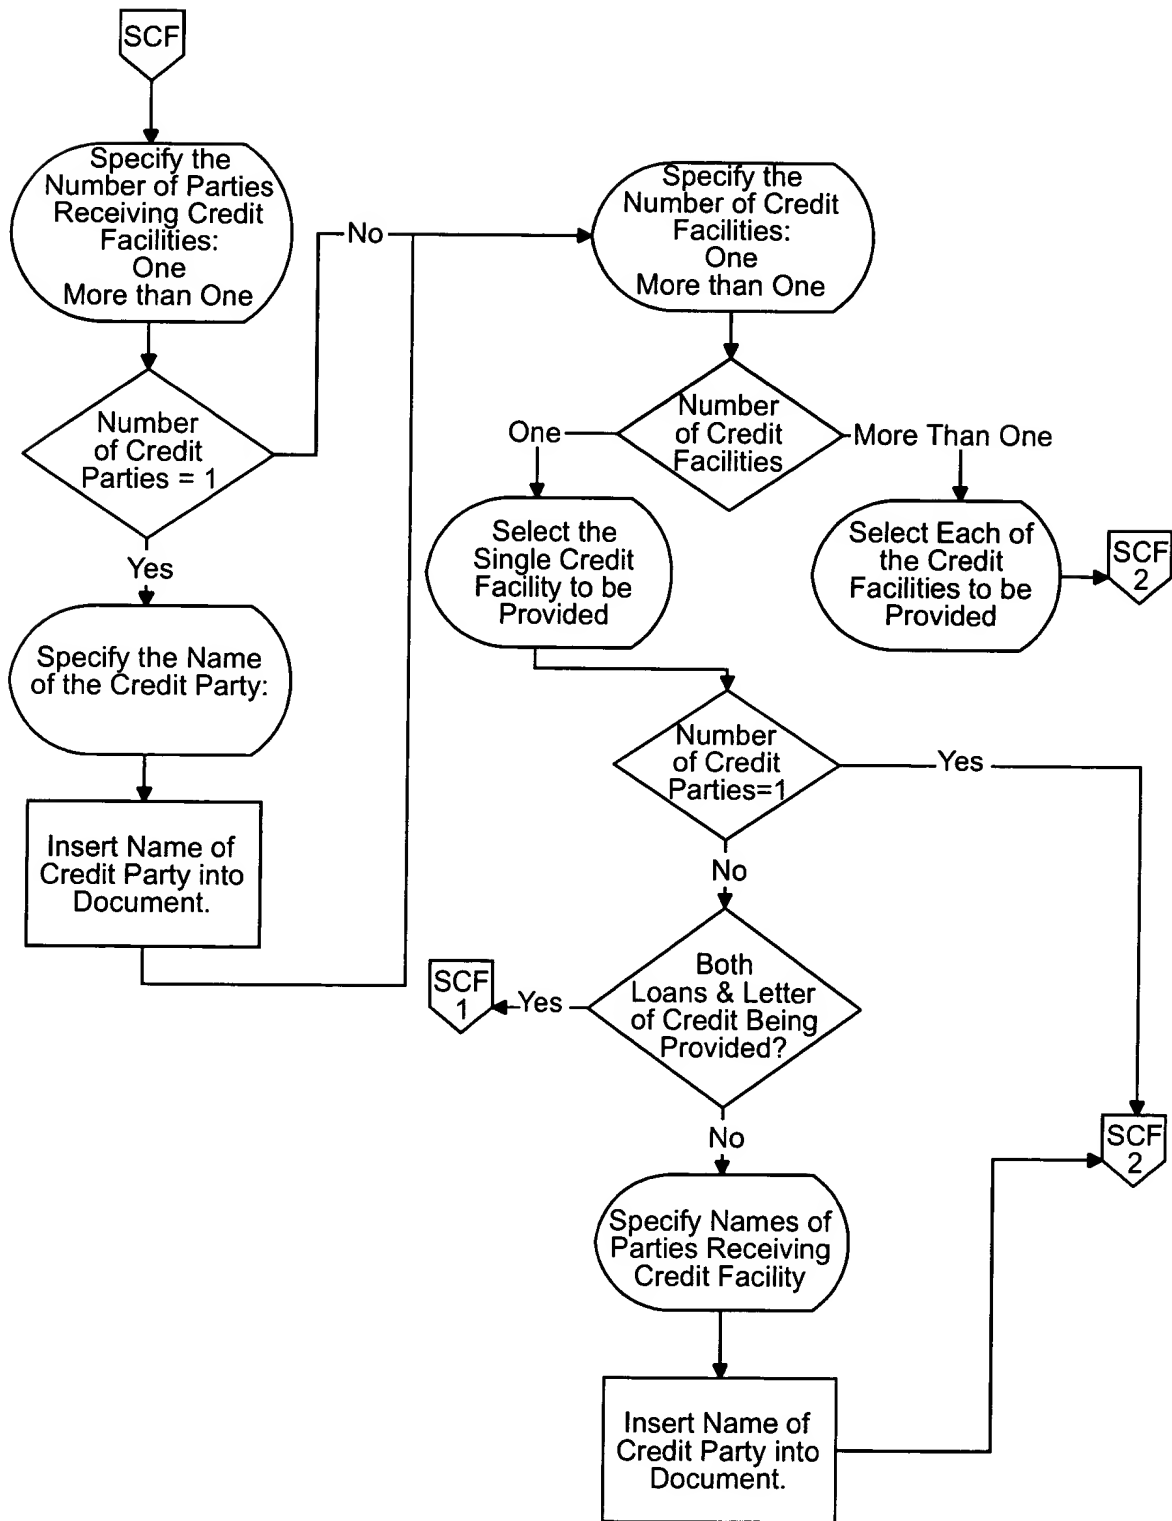 SCF
Specify the
Number of Parties
Receiving Credit
Facilities:
One
More than One
No
Specify the
Number of Credit
Facilities:
One
More than One
Number
of Credit
Parties = 1
Yes
Specify the Name
of the Credit Party:
Insert Name of
Credit Party into
Document.
Number
of Credit
Facilities
One
More Than One
Select the
Single Credit
Facility to be
Provided
Select Each of
the Credit
Facilities to be
Provided
SCF
2
Number
of Credit
Parties=1
Yes
No
Both
Loans & Letter
of Credit Being
Provided?
Yes
SCF
1
No
SCF
2
Specify Names of
Parties Receiving
Credit Facility
Insert Name of
Credit Party into
Document.